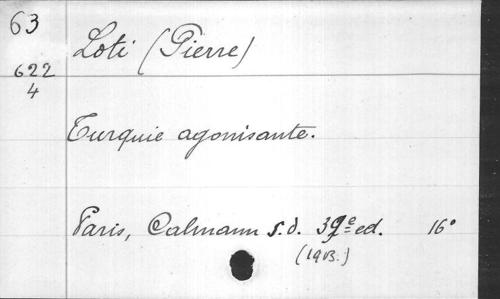 63
Loti (Pierre)
622
4
Turquie agonisante.
Paris, Calmann s.d. 39e ed. 16°
(1913.)